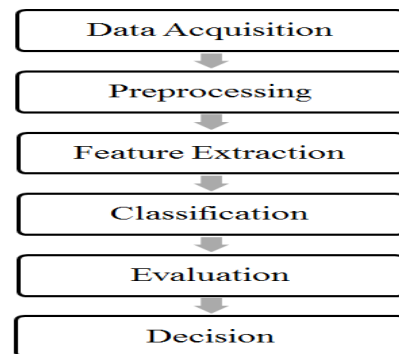 Data Acquisition
Preprocessing
Feature Extraction
Classification
Evaluation
Decision